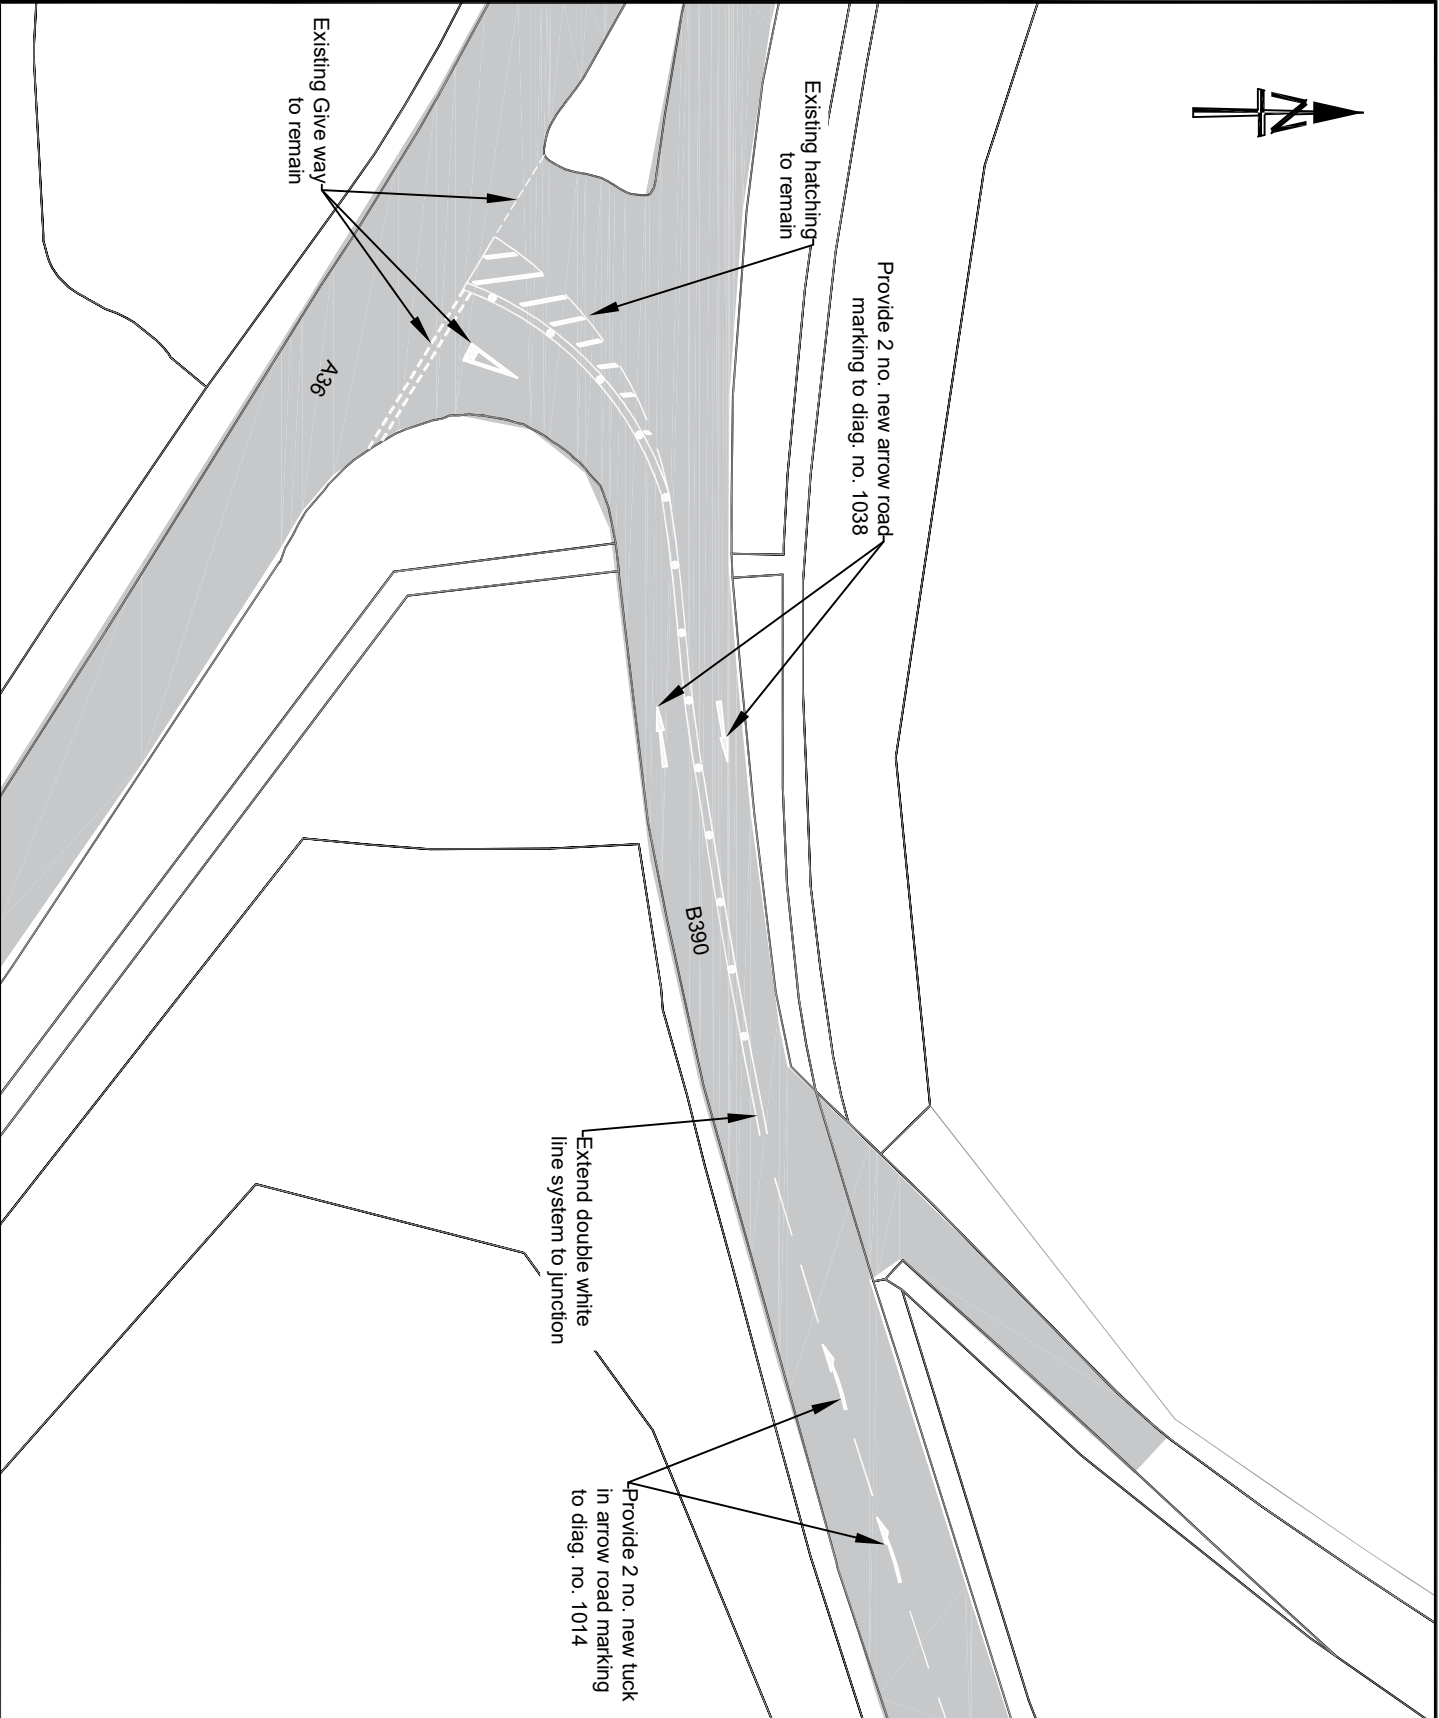 N
Existing Give way
to remain
Existing hatching
to remain
Provide 2 no. new arrow road
marking to diag. no. 1038
A36
B390
Extend double white
line system to junction
Provide 2 no. new tuck
in arrow road marking
to diag. no. 1014